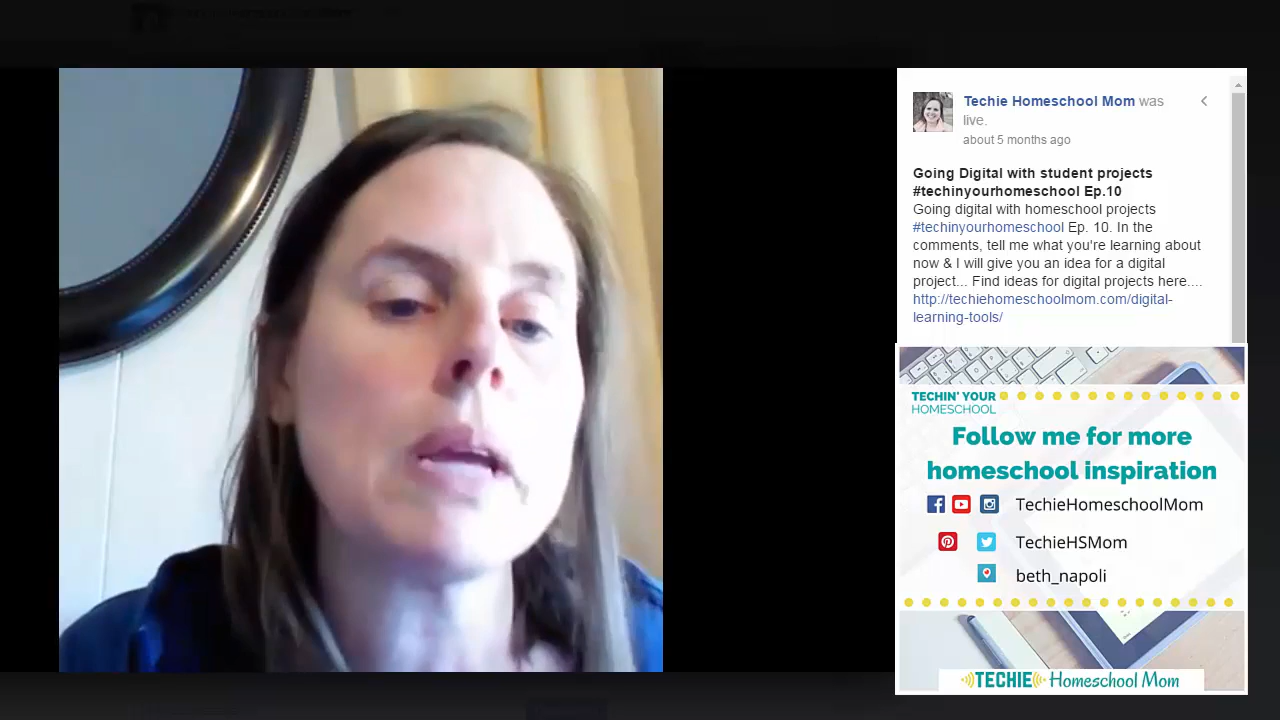 Techie Homeschool Mom was
live.
about 5 months ago
Going Digital with student projects
#techinyourhomeschool Ep.10
Going digital with homeschool projects
#techinyourhomeschool Ep. 10. In the
comments, tell me what you're learning about
now & I will give you an idea for a digital
project... Find ideas for digital projects here....
http://techiehomeschoolmom.com/digital-
learning-tools/
TECHIN' YOUR
HOMESCHOOL
Follow me for more
homeschool inspiration
TechieHomeschoolMom
TechieHSMom
beth_napoli
TECHIE Homeschool Mom